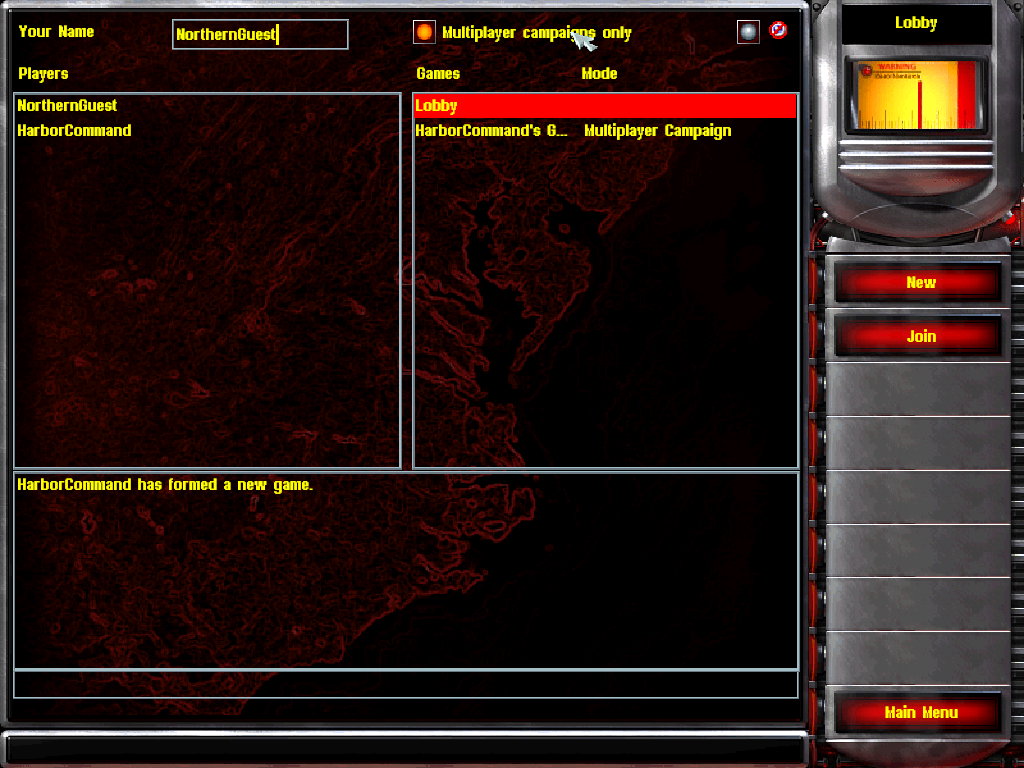 Your Name
NorthernGuest
Multiplayer campaigns only
Lobby
Players
Games
Mode
WARNING
NorthernGuest
HarborCommand
Lobby
HarborCommand's G... Multiplayer Campaign
New
Join
HarborCommand has formed a new game.
Main Menu